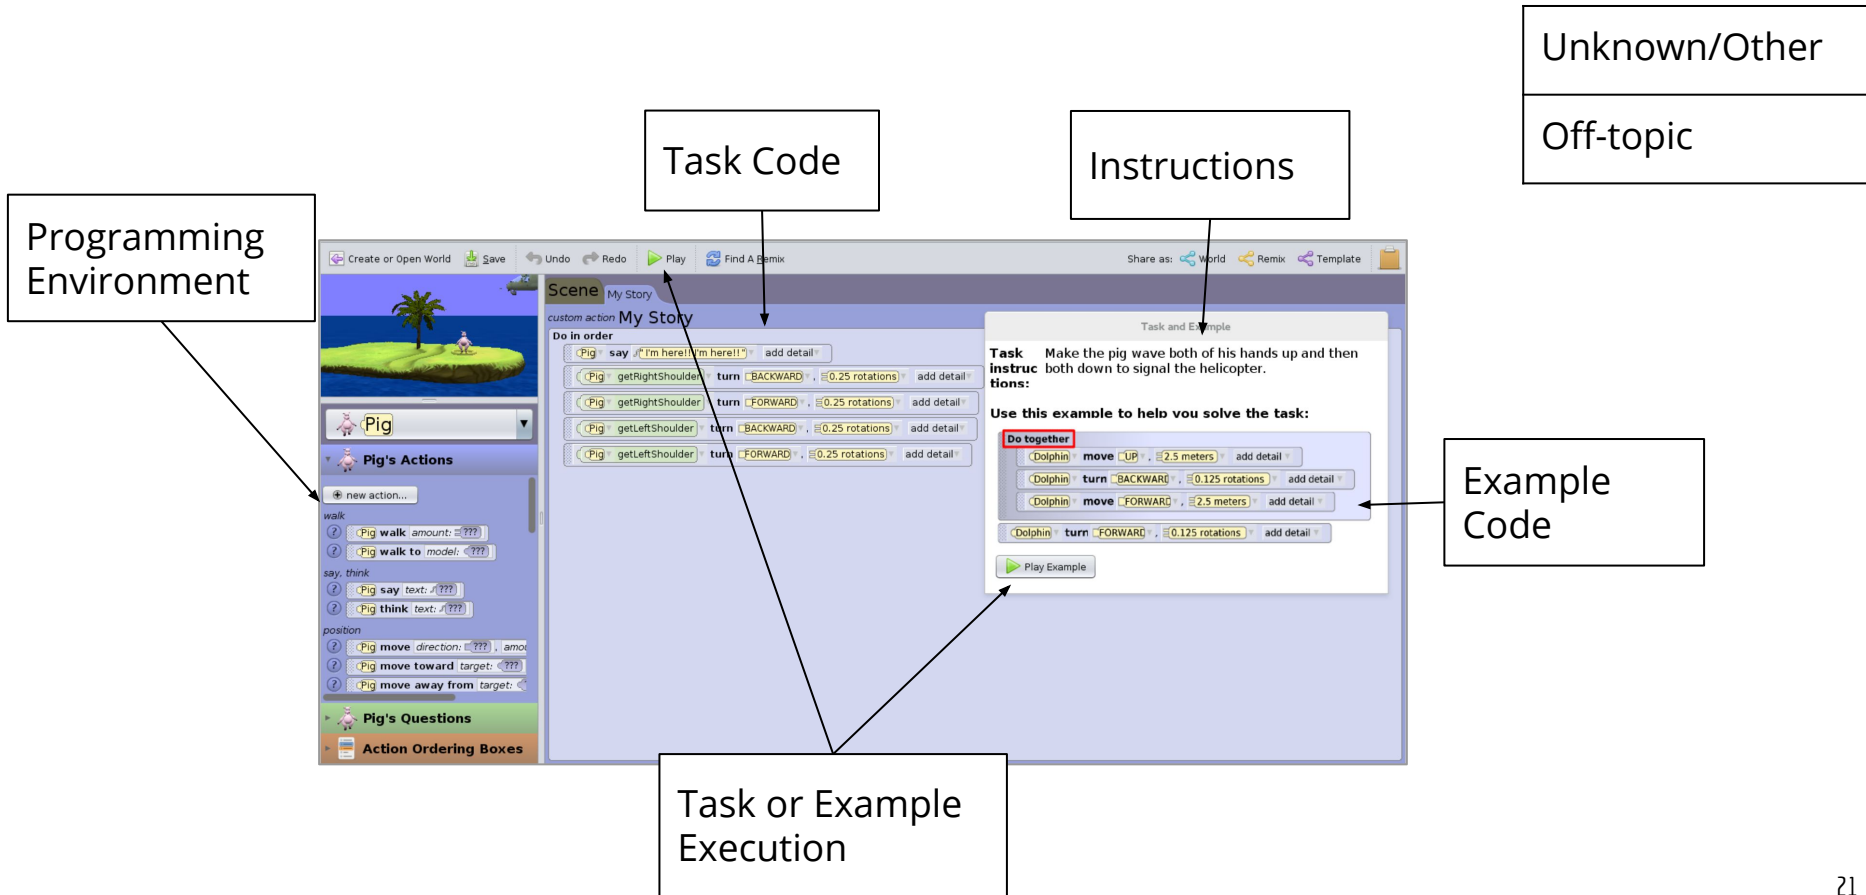 Unknown/Other
Off-topic
Task Code
Instructions
Programming
Environment
Create or Open World Save Undo Redo Play Find A Remix Share as: World Remix Template
Scene My Story
custom action My Story
Do in order
Pig say "I'm here!! I'm here!!" add detail
Pig getRightShoulder turn BACKWARD , 0.25 rotations add detail
Pig getRightShoulder turn FORWARD , 0.25 rotations add detail
Pig getLeftShoulder turn BACKWARD , 0.25 rotations add detail
Pig getLeftShoulder turn FORWARD , 0.25 rotations add detail
Task and Example
Task instruc tions:
Make the pig wave both of his hands up and then
both down to signal the helicopter.
Use this example to help you solve the task:
Do together
Dolphin move UP , 2.5 meters add detail
Dolphin turn BACKWARD , 0.125 rotations add detail
Dolphin move FORWARD , 2.5 meters add detail
Dolphin turn FORWARD , 0.125 rotations add detail
Play Example
Pig
Pig's Actions
new action...
walk
? Pig walk amount: ???
? Pig walk to model: ???
say, think
? Pig say text: ???
? Pig think text: ???
position
? Pig move direction: ??? , amou
? Pig move toward target: ???
? Pig move away from target:
Pig's Questions
Action Ordering Boxes
Example
Code
Task or Example
Execution
21